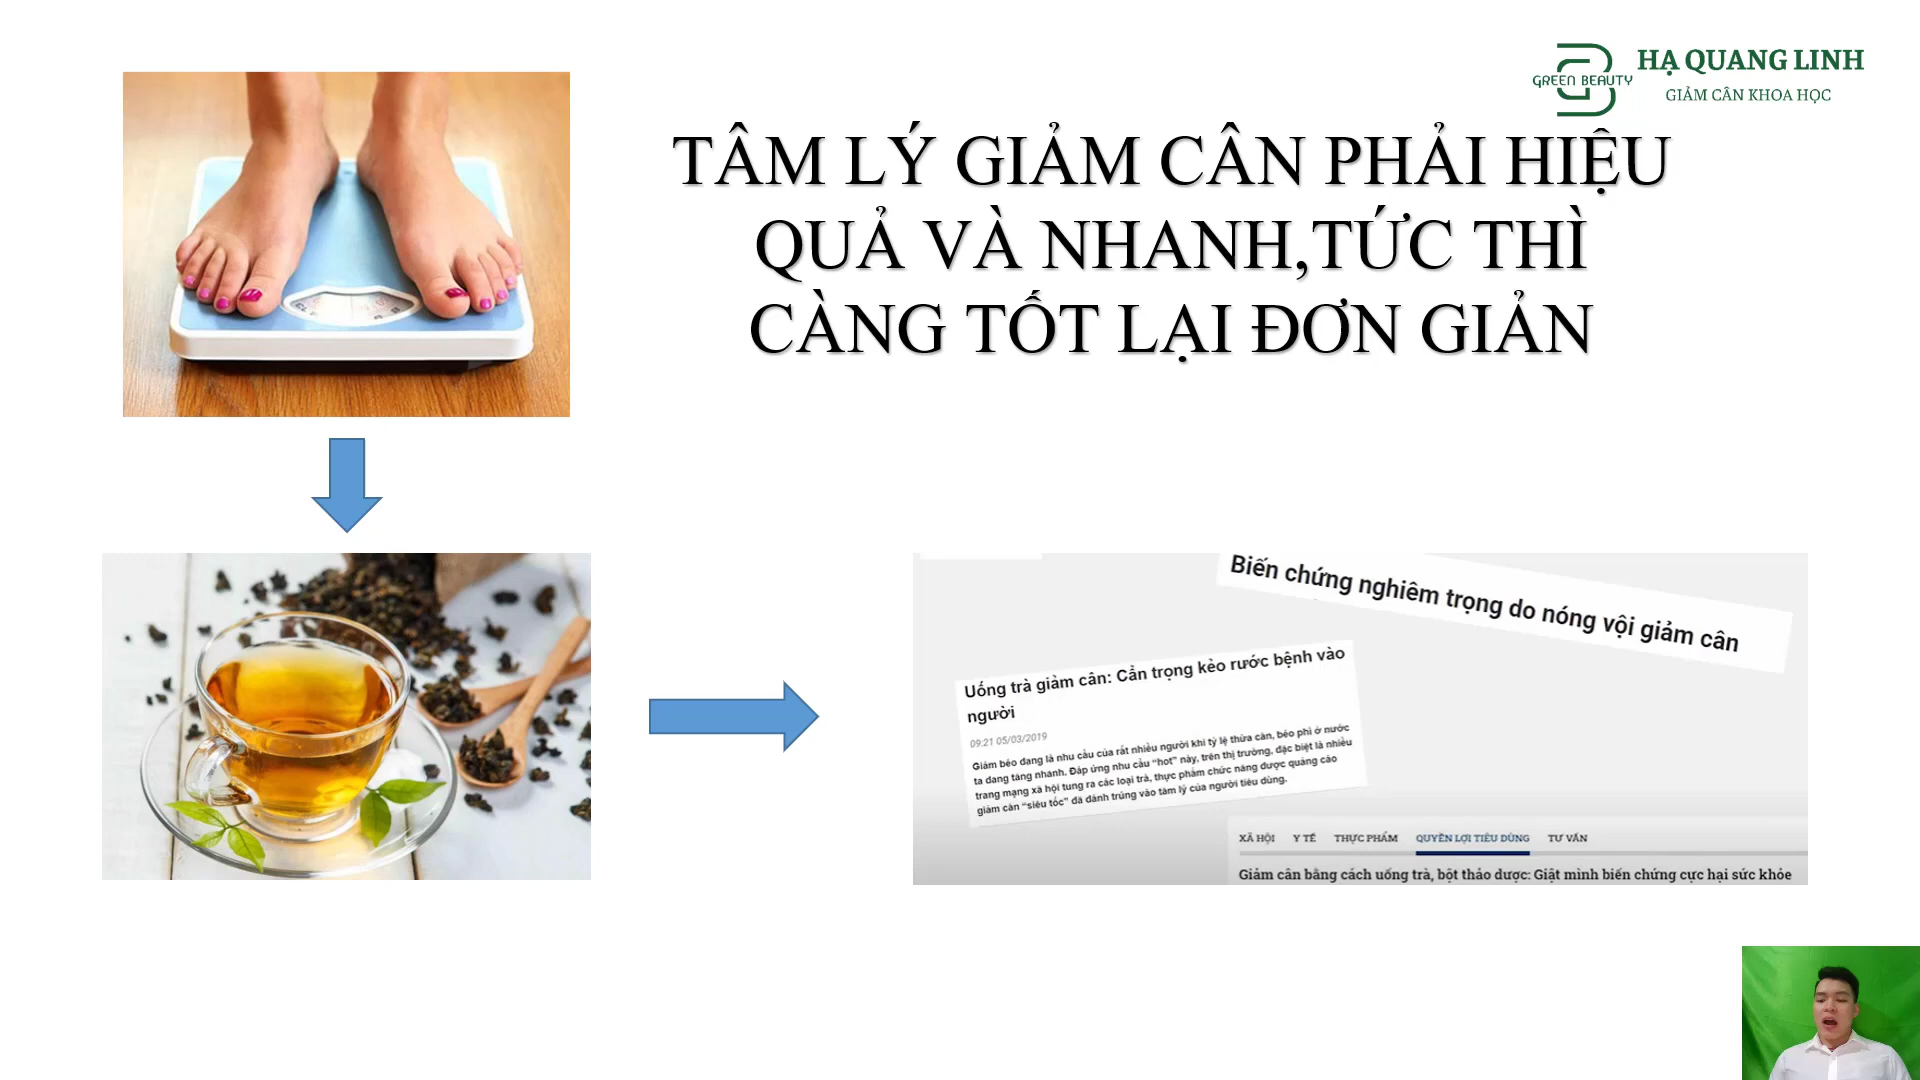 GREEN BEAUTY
HẠ QUANG LINH
GIẢM CÂN KHOA HỌC
TÂM LÝ GIẢM CÂN PHẢI HIỆU
QUẢ VÀ NHANH,TỨC THÌ
CÀNG TỐT LẠI ĐƠN GIẢN
Biến chứng nghiêm trọng do nóng vội giảm cân
Uống trà giảm cân: Cẩn trọng kẻo rước bệnh vào
người
09:21 05/03/2019
Giảm béo đang là nhu cầu của rất nhiều người khi tỷ lệ thừa cân, béo phì ở nước
ta đang tăng nhanh. Đáp ứng nhu cầu “hot” này, trên thị trường, đặc biệt là nhiều
trang mạng xã hội tung ra các loại trà, thực phẩm chức năng được quảng cáo
giảm cân “siêu tốc” đã đánh trúng vào tâm lý của người tiêu dùng.
XÃ HỘI Y TẾ THỰC PHẨM QUYỀN LỢI TIÊU DÙNG TƯ VẤN
Giảm cân bằng cách uống trà, bột thảo dược: Giật mình biến chứng cực hại sức khỏe